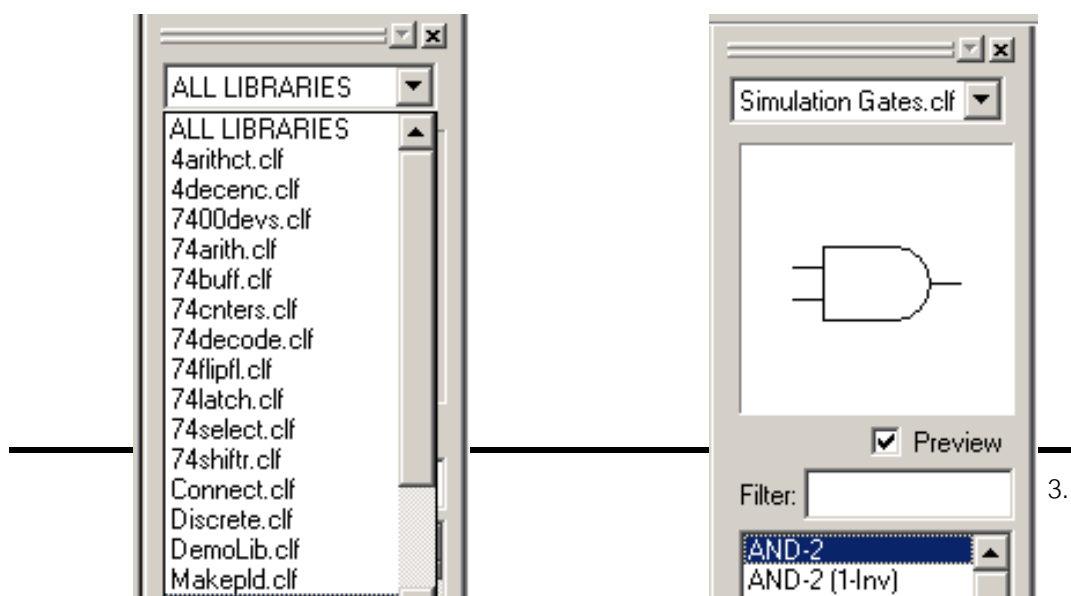 ALL LIBRARIES
ALL LIBRARIES
4arithct.clf
4decenc.clf
7400devs.clf
74arith.clf
74buff.clf
74cnters.clf
74decode.clf
74flipfl.clf
74latch.clf
74select.clf
74shiftr.clf
Connect.clf
Discrete.clf
DemoLib.clf
Makepld.clf
Simulation Gates.clf
Preview
Filter:
AND-2
AND-2 (1-Inv)
3.